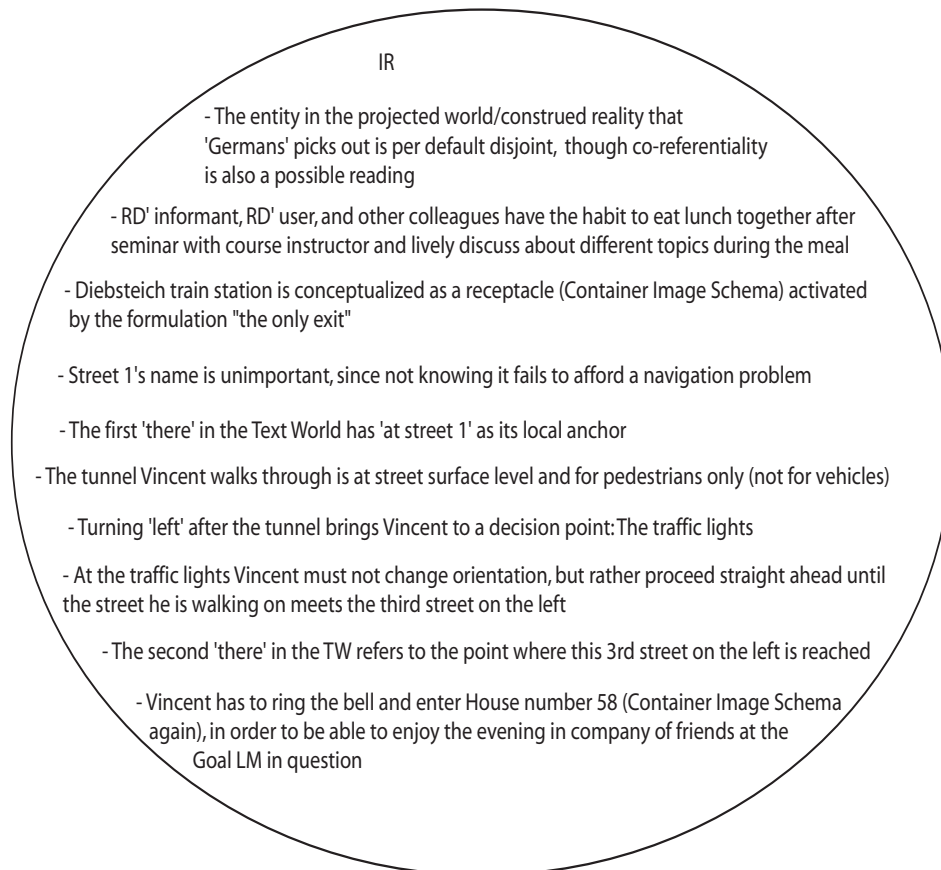 IR
- The entity in the projected world/construed reality that
'Germans' picks out is per default disjoint, though co-referentiality
is also a possible reading
- RD' informant, RD' user, and other colleagues have the habit to eat lunch together after
seminar with course instructor and lively discuss about different topics during the meal
- Diebsteich train station is conceptualized as a receptacle (Container Image Schema) activated
by the formulation "the only exit"
- Street 1's name is unimportant, since not knowing it fails to afford a navigation problem
- The first 'there' in the Text World has 'at street 1' as its local anchor
- The tunnel Vincent walks through is at street surface level and for pedestrians only (not for vehicles)
- Turning 'left' after the tunnel brings Vincent to a decision point: The traffic lights
- At the traffic lights Vincent must not change orientation, but rather proceed straight ahead until
the street he is walking on meets the third street on the left
- The second 'there' in the TW refers to the point where this 3rd street on the left is reached
- Vincent has to ring the bell and enter House number 58 (Container Image Schema
again), in order to be able to enjoy the evening in company of friends at the
Goal LM in question